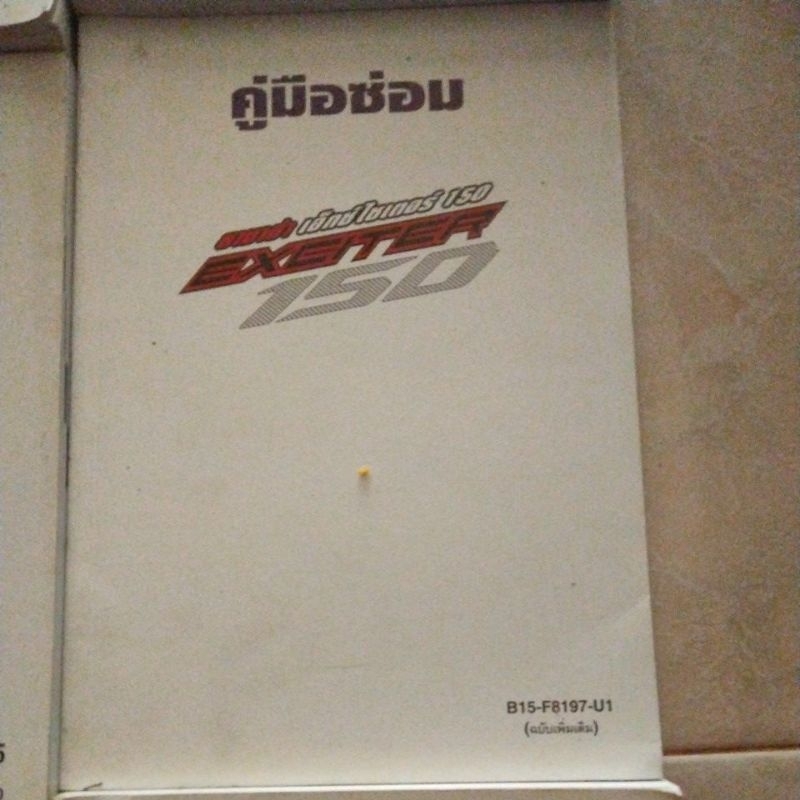 คู่มือซ่อม
ยามาฮ่า เอ็กซ์ไซเตอร์ 150
EXCITER
150
B15-F8197-U1
(ฉบับเพิ่มเติม)
5